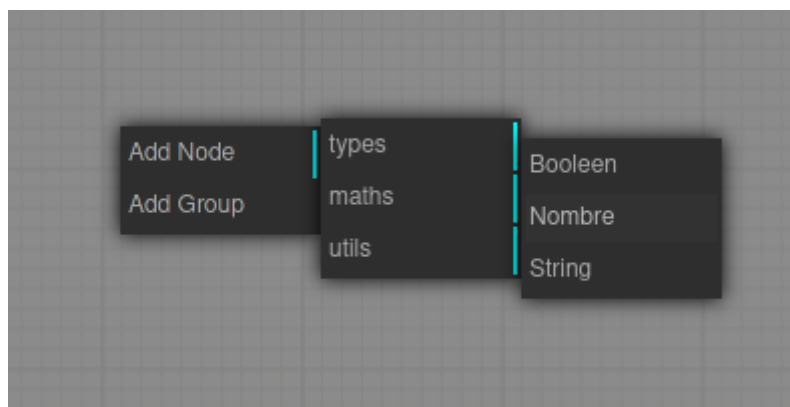 Add Node
Add Group
types
maths
utils
Booleen
Nombre
String